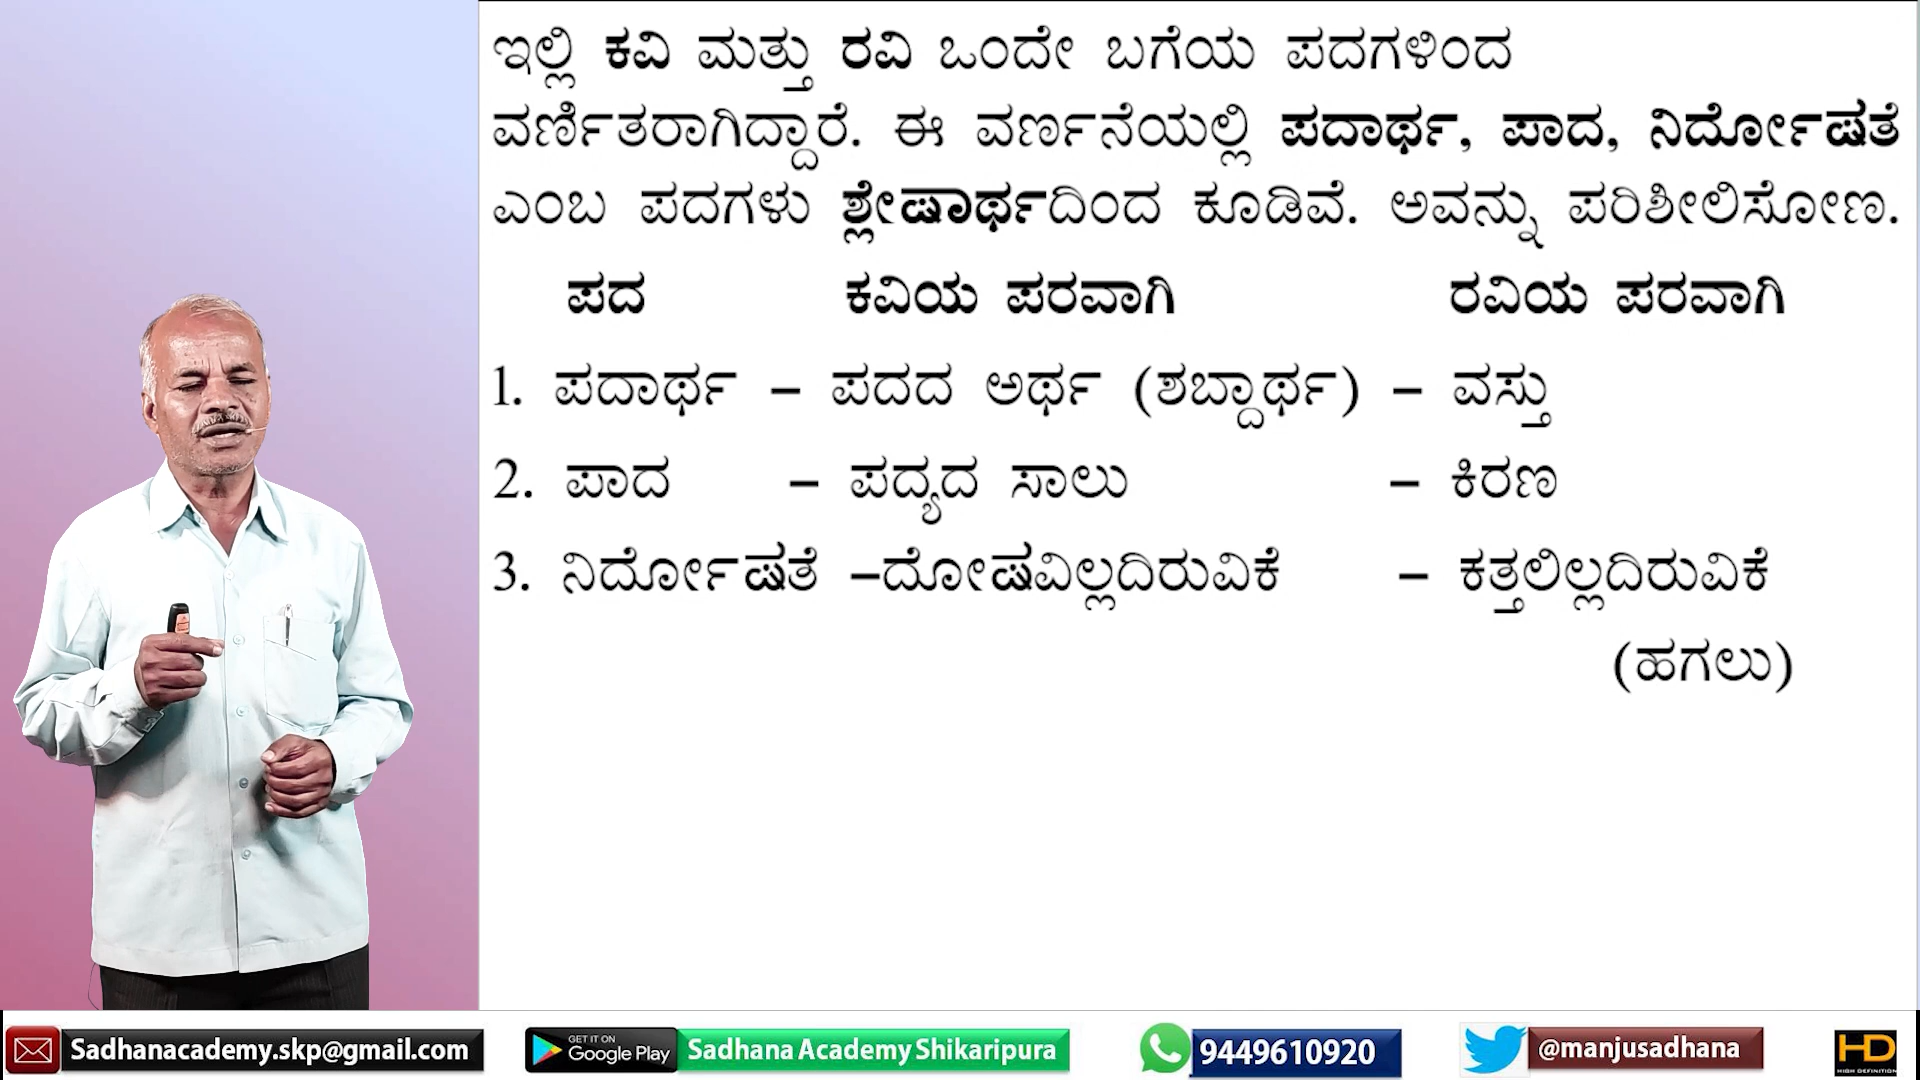 ಇಲ್ಲಿ ಕವಿ ಮತ್ತು ರವಿ ಒಂದೇ ಬಗೆಯ ಪದಗಳಿಂದ
ವರ್ಣಿತರಾಗಿದ್ದಾರೆ. ಈ ವರ್ಣನೆಯಲ್ಲಿ ಪದಾರ್ಥ, ಪಾದ, ನಿರ್ದೋಷತೆ
ಎಂಬ ಪದಗಳು ಶ್ಲೇಷಾರ್ಥದಿಂದ ಕೂಡಿವೆ. ಅವನ್ನು ಪರಿಶೀಲಿಸೋಣ.
ಪದ ಕವಿಯ ಪರವಾಗಿ ರವಿಯ ಪರವಾಗಿ
1. ಪದಾರ್ಥ – ಪದದ ಅರ್ಥ (ಶಬ್ದಾರ್ಥ) – ವಸ್ತು
2. ಪಾದ – ಪದ್ಯದ ಸಾಲು – ಕಿರಣ
3. ನಿರ್ದೋಷತೆ –ದೋಷವಿಲ್ಲದಿರುವಿಕೆ – ಕತ್ತಲಿಲ್ಲದಿರುವಿಕೆ
(ಹಗಲು)
Sadhanacademy.skp@gmail.com GET IT ON Google Play Sadhana Academy Shikaripura 9449610920 @manjusadhana HD
HIGH DEFINITION